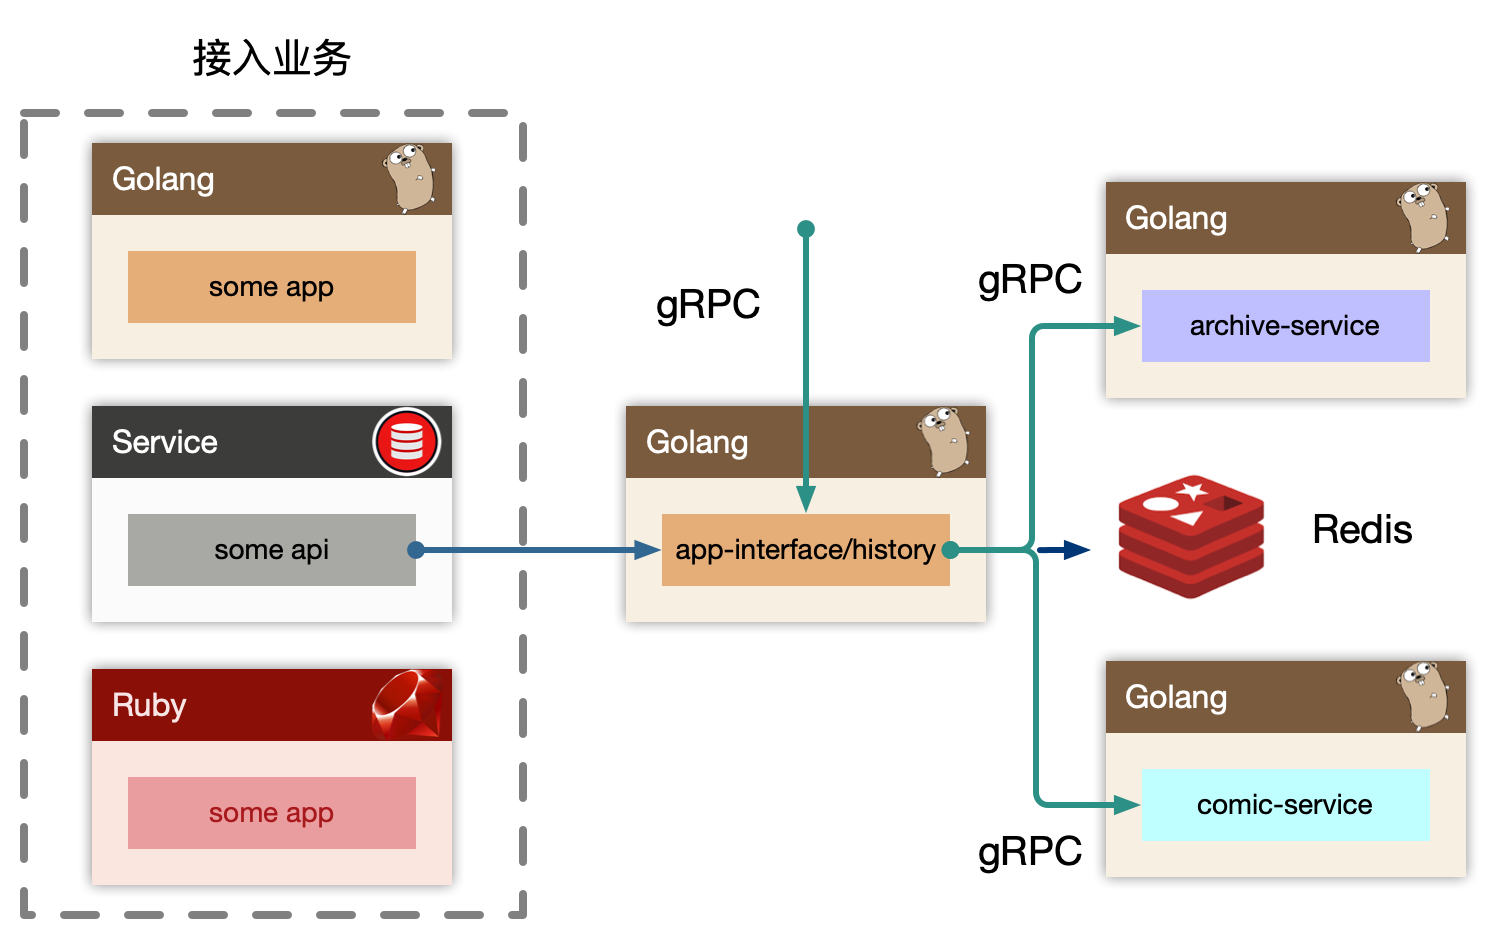 接入业务
Golang
some app
Service
some api
Ruby
some app
gRPC
Golang
app-interface/history
gRPC
Golang
archive-service
Redis
Golang
comic-service
gRPC